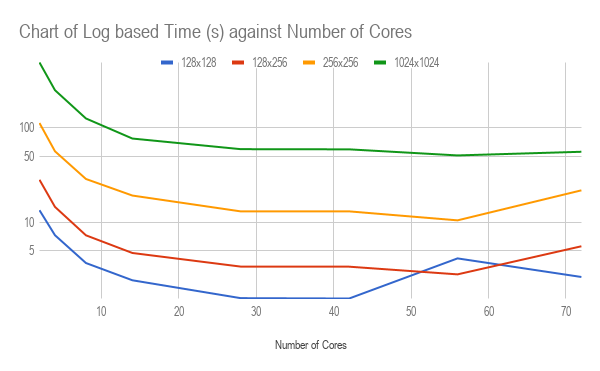 Chart of Log based Time (s) against Number of Cores
128x128 128x256 256x256 1024x1024
100
50
10
5
10 20 30 40 50 60 70
Number of Cores